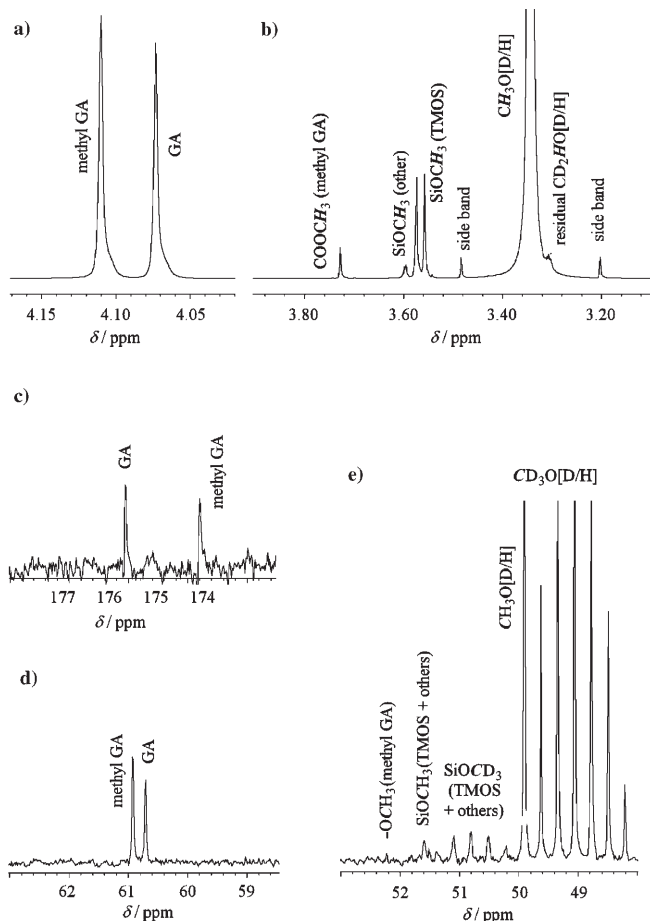 a)
methyl GA
GA
4.15 4.10 4.05
δ / ppm
b)
COOCH₃ (methyl GA)
SiOCH₃ (other)
SiOCH₃ (TMOS)
side band
CH₃O[D/H]
residual CD₂HO[D/H]
side band
3.80 3.60 3.40 3.20
δ / ppm
c)
GA
methyl GA
177 176 175 174
δ / ppm
d)
methyl GA
GA
62 61 60 59
δ / ppm
e)
-OCH₃(methyl GA)
SiOCH₃(TMOS + others)
SiOCD₃
(TMOS
+ others)
CH₃O[D/H]
CD₃O[D/H]
52 51 50 49
δ / ppm